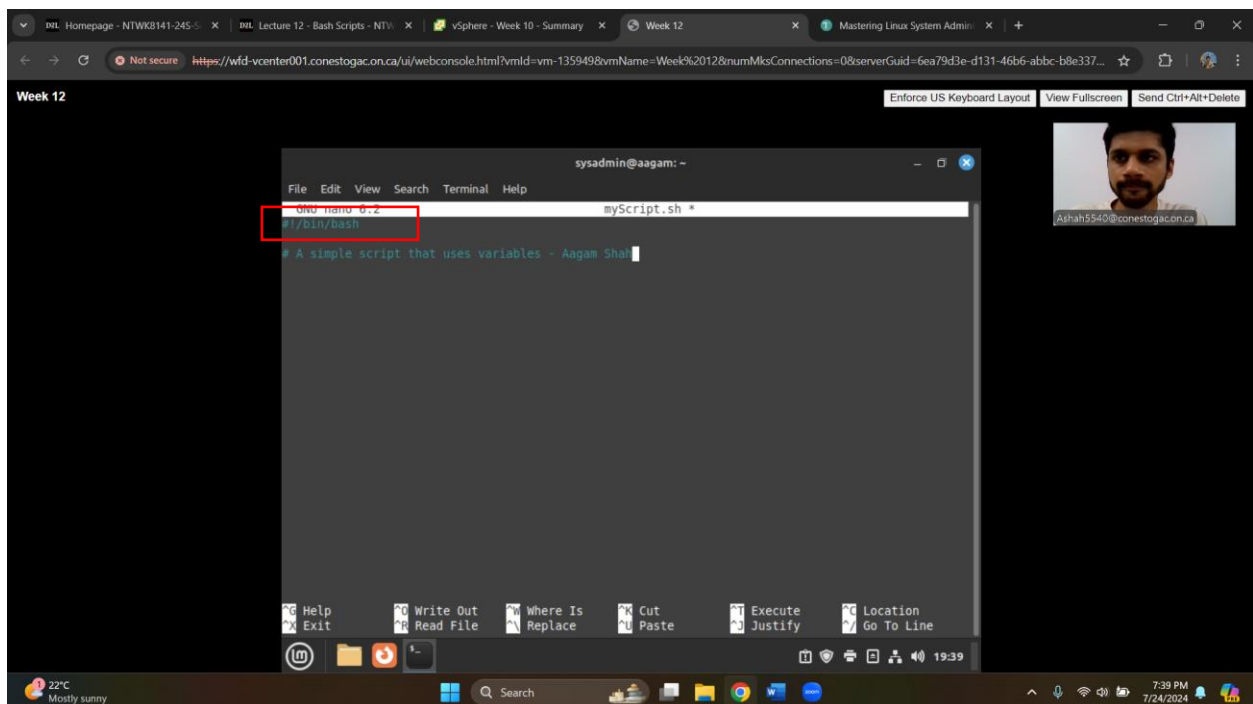 Homepage - NTWK8141-24S-S
Lecture 12 - Bash Scripts - NTW
vSphere - Week 10 - Summary
Week 12
Mastering Linux System Admin
Not secure https://wfd-vcenter001.conestogac.on.ca/ui/webconsole.html?vmId=vm-135949&vmName=Week%2012&numMksConnections=0&serverGuid=6ea79d3e-d131-46b6-abbc-b8e337...
Week 12
Enforce US Keyboard Layout View Fullscreen Send Ctrl+Alt+Delete
sysadmin@aagam: ~
File Edit View Search Terminal Help
GNU nano 6.2 myScript.sh *
#!/bin/bash
# A simple script that uses variables - Aagam Shah
Ashah5540@conestogac.on.ca
^G Help ^O Write Out ^W Where Is ^K Cut ^T Execute ^C Location
^X Exit ^R Read File ^\ Replace ^U Paste ^J Justify ^/ Go To Line
19:39
22°C
Mostly sunny
Search
7:39 PM
7/24/2024